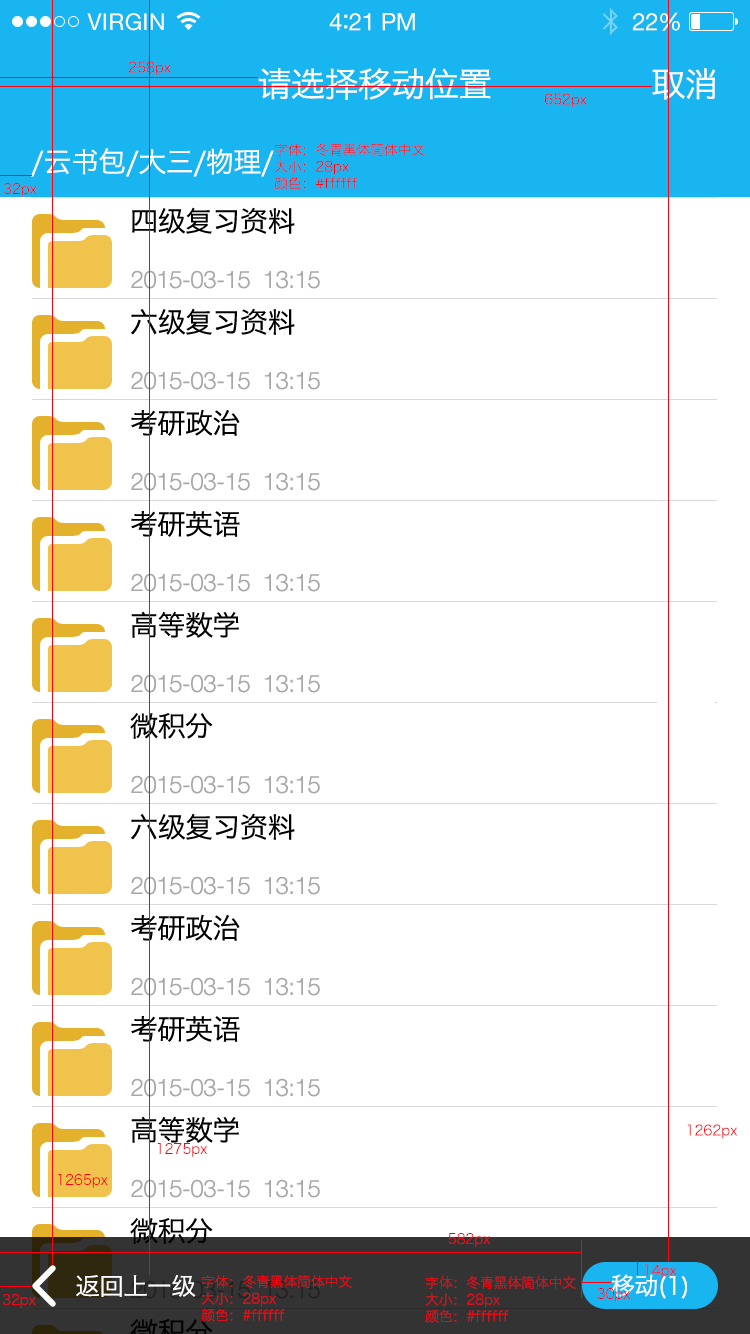 VIRGIN 4:21 PM 22%
258px
请选择移动位置 取消
652px
/云书包/大三/物理/
字体：冬青黑体简体中文
大小：28px
颜色：#ffffff
32px
四级复习资料
2015-03-15 13:15
六级复习资料
2015-03-15 13:15
考研政治
2015-03-15 13:15
考研英语
2015-03-15 13:15
高等数学
2015-03-15 13:15
微积分
2015-03-15 13:15
六级复习资料
2015-03-15 13:15
考研政治
2015-03-15 13:15
考研英语
2015-03-15 13:15
高等数学
1262px
1275px
1265px
2015-03-15 13:15
微积分
582px
返回上一级
字体：冬青黑体简体中文
大小：28px
颜色：#ffffff
字体：冬青黑体简体中文
大小：28px
颜色：#ffffff
14px
移动(1)
30px
32px
13:15
微积分